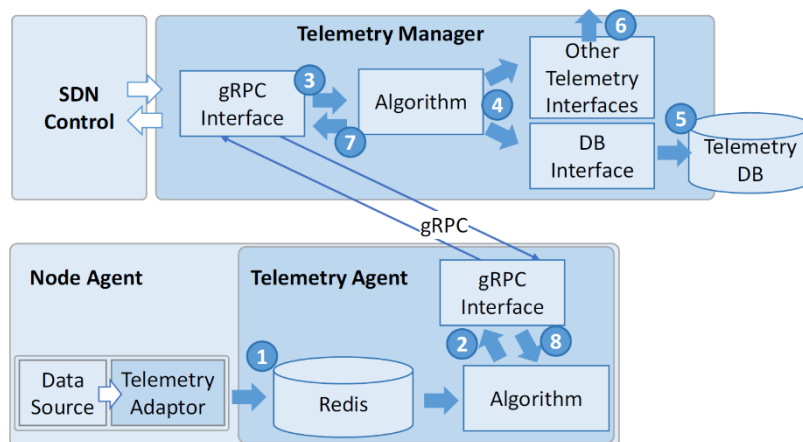 Telemetry Manager
6
SDN
Control
gRPC
Interface
3
7
Algorithm
4
Other
Telemetry
Interfaces
DB
Interface
5
Telemetry
DB
gRPC
Node Agent
Telemetry Agent
gRPC
Interface
2
8
Data
Source
Telemetry
Adaptor
1
Redis
Algorithm